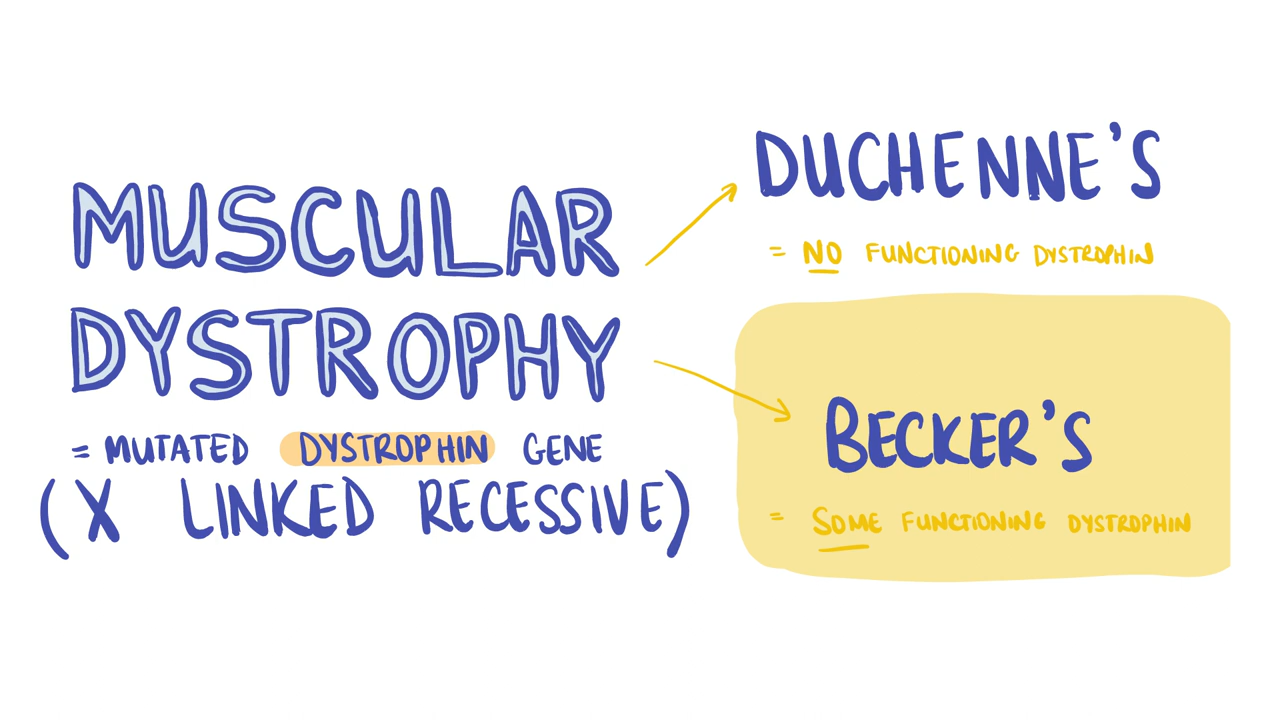 MUSCULAR
DYSTROPHY
= MUTATED DYSTROPHIN GENE
(X LINKED RECESSIVE)
DUCHENNE'S
= NO FUNCTIONING DYSTROPHIN
BECKER'S
= SOME FUNCTIONING DYSTROPHIN